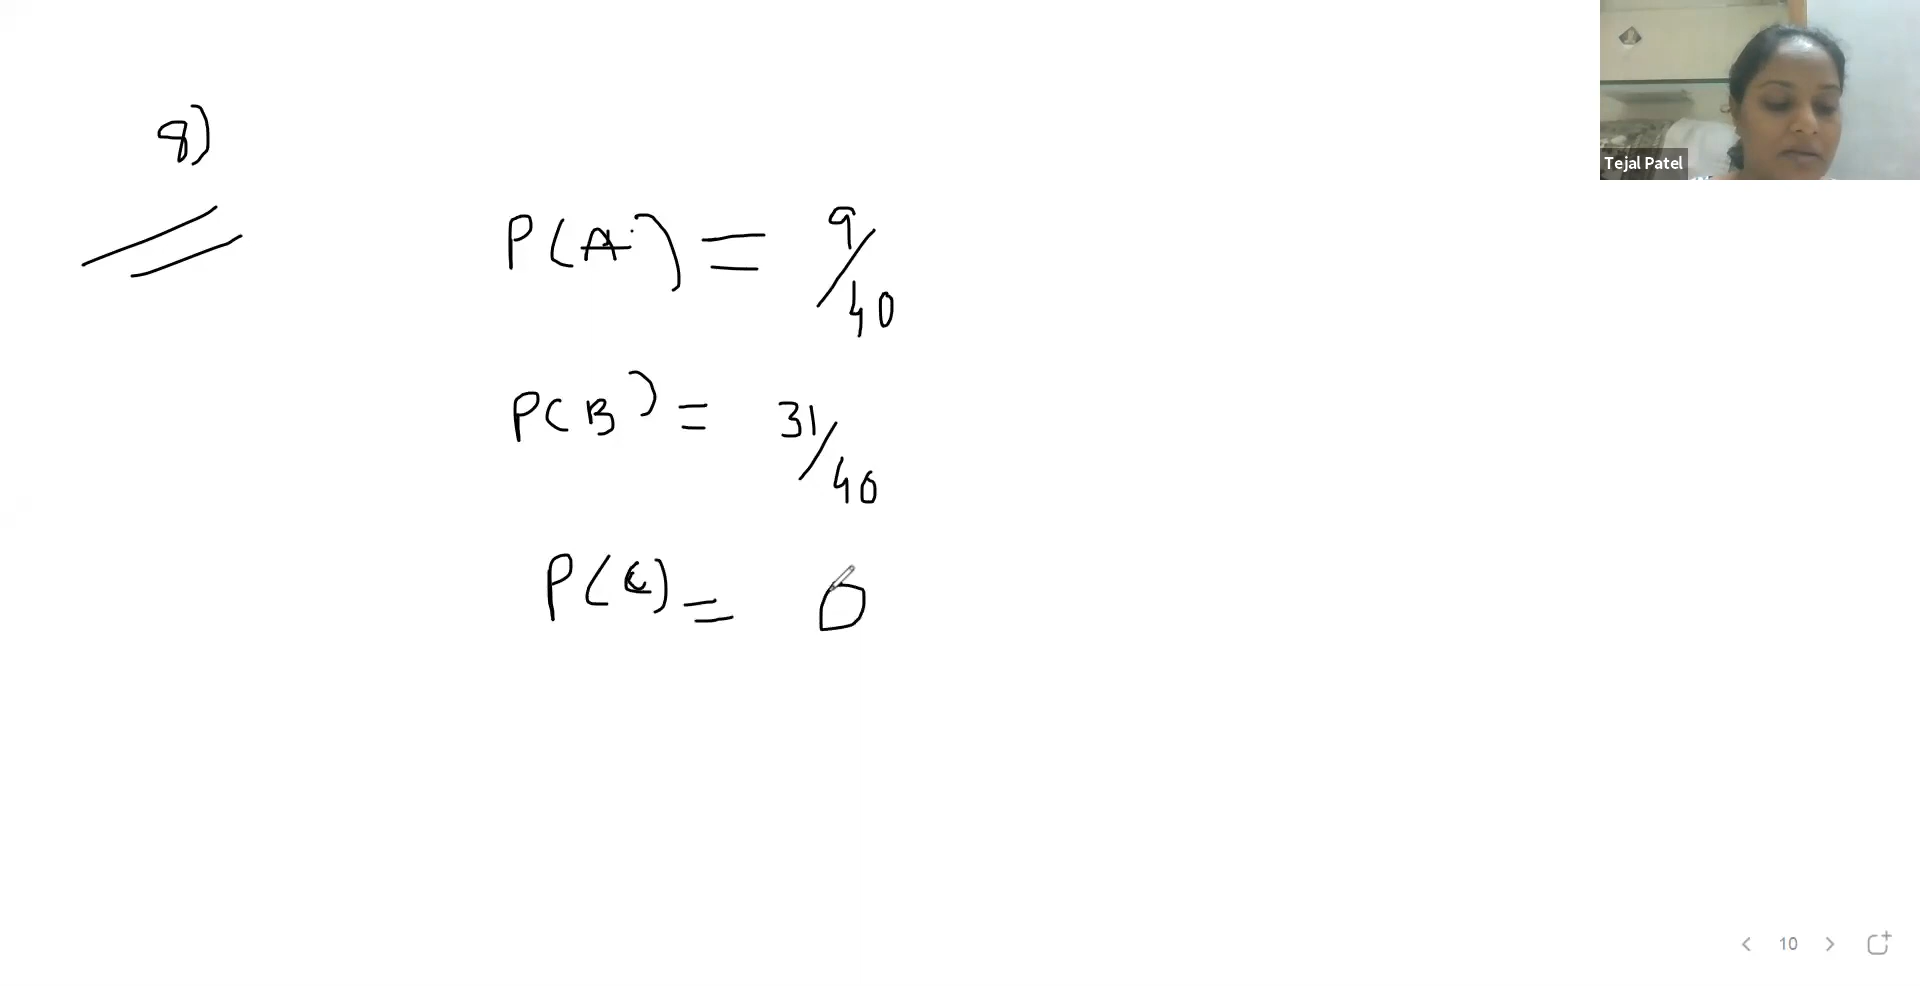 8)
P(A) = 9/40
P(B) = 31/40
P(C) = 0
Tejal Patel
10